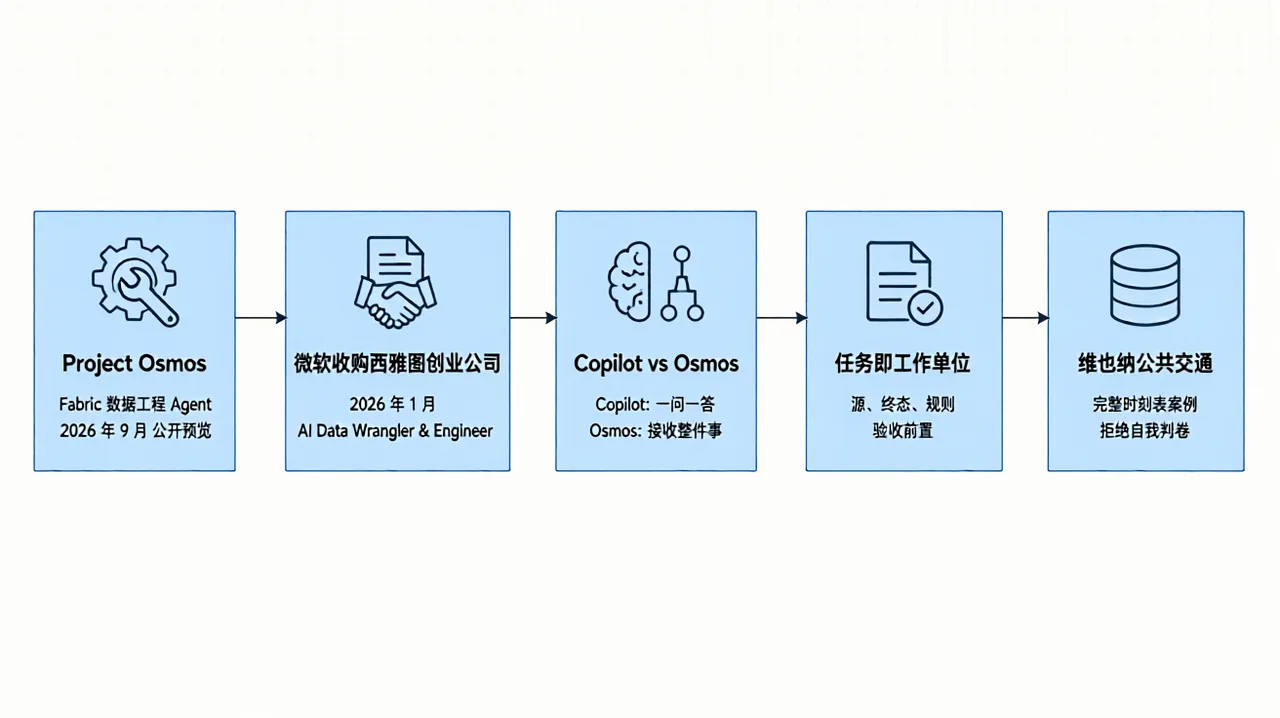 Project Osmos
Fabric 数据工程 Agent
2026 年 9 月 公开预览
微软收购西雅图创业公司
2026 年 1 月
AI Data Wrangler & Engineer
Copilot vs Osmos
Copilot: 一问一答
Osmos: 接收整件事
任务即工作单位
源、终态、规则
验收前置
维也纳公共交通
完整时刻表案例
拒绝自我判卷